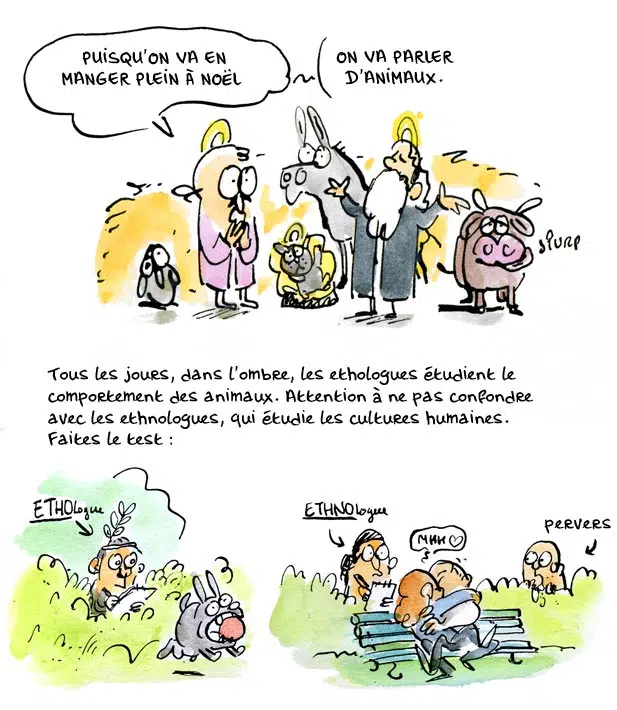 PUISQU'ON VA EN
MANGER PLEIN À NOËL
ON VA PARLER
D'ANIMAUX.
SLURP
Tous les jours, dans l'ombre, les ethologues étudient le
comportement des animaux. Attention à ne pas confondre
avec les ethnologues, qui étudie les cultures humaines.
Faites le test :
ETHOLogue
ETHNOlogue
MHH ♡
PERVERS